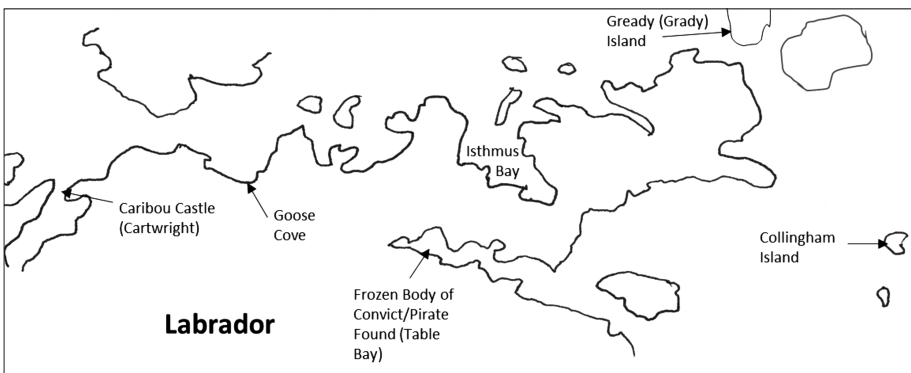 Gready (Grady)
Island
Isthmus
Bay
Caribou Castle
(Cartwright)
Goose
Cove
Collingham
Island
Frozen Body of
Convict/Pirate
Found (Table
Bay)
Labrador